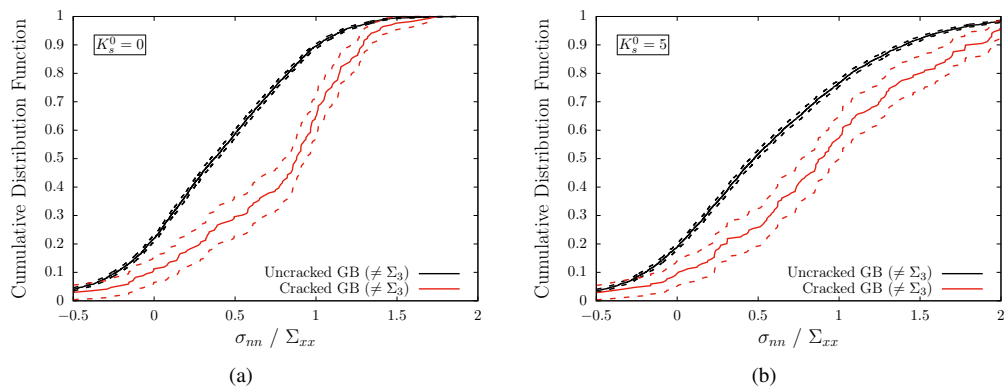 1
0.9
0.8
0.7
0.6
0.5
0.4
0.3
0.2
0.1
0
Cumulative Distribution Function
K_s^0 = 0
Uncracked GB (≠ Σ3)
Cracked GB (≠ Σ3)
−0.5 0 0.5 1 1.5 2
σnn / Σxx
(a)
1
0.9
0.8
0.7
0.6
0.5
0.4
0.3
0.2
0.1
0
Cumulative Distribution Function
K_s^0 = 5
Uncracked GB (≠ Σ3)
Cracked GB (≠ Σ3)
−0.5 0 0.5 1 1.5 2
σnn / Σxx
(b)